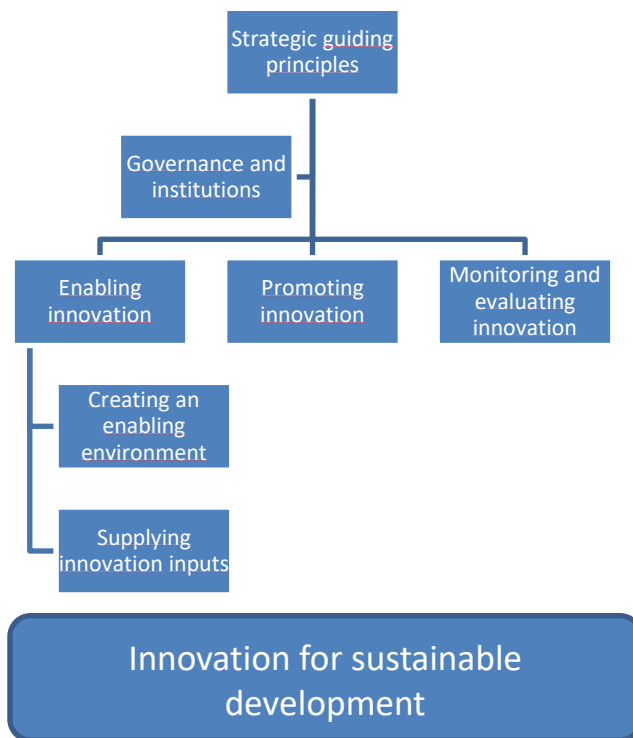 Strategic guiding
principles
Governance and
institutions
Enabling
innovation
Promoting
innovation
Monitoring and
evaluating
innovation
Creating an
enabling
environment
Supplying
innovation inputs
Innovation for sustainable
development